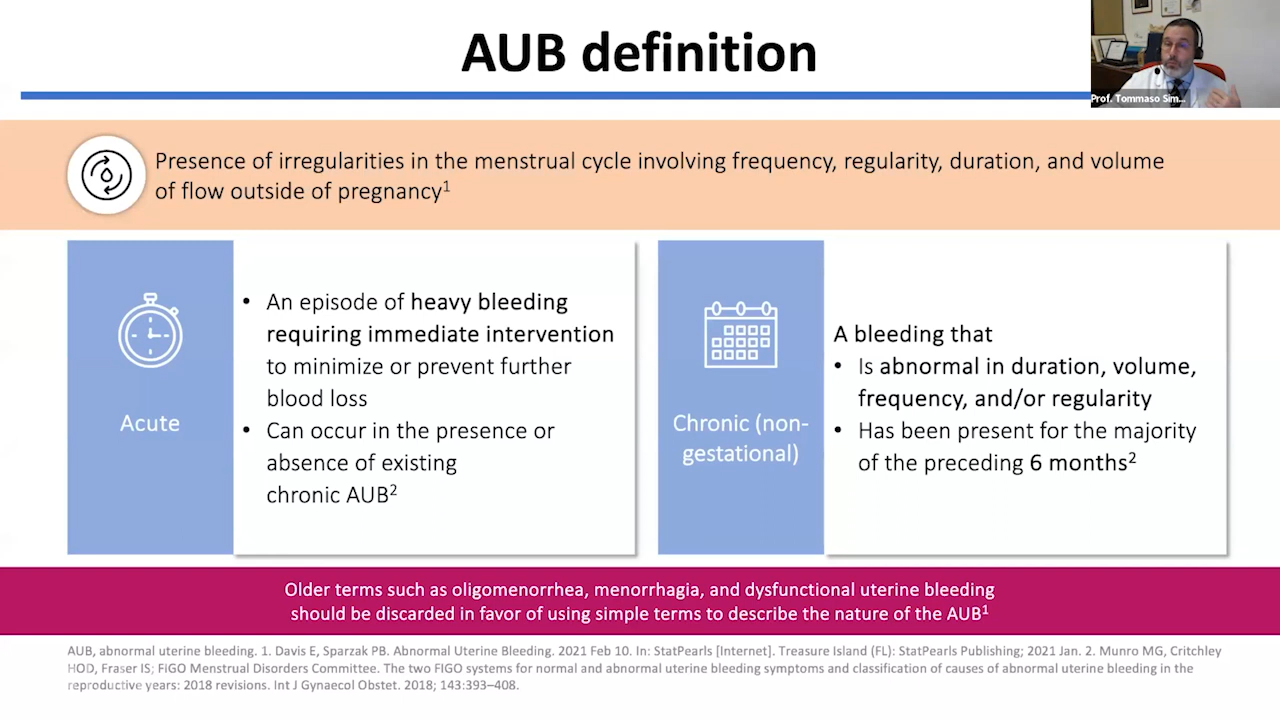 AUB definition
Prof. Tommaso Sim...
Presence of irregularities in the menstrual cycle involving frequency, regularity, duration, and volume
of flow outside of pregnancy1
Acute
• An episode of heavy bleeding
requiring immediate intervention
to minimize or prevent further
blood loss
• Can occur in the presence or
absence of existing
chronic AUB2
Chronic (non-
gestational)
A bleeding that
• Is abnormal in duration, volume,
frequency, and/or regularity
• Has been present for the majority
of the preceding 6 months2
Older terms such as oligomenorrhea, menorrhagia, and dysfunctional uterine bleeding
should be discarded in favor of using simple terms to describe the nature of the AUB1
AUB, abnormal uterine bleeding. 1. Davis E, Sparzak PB. Abnormal Uterine Bleeding. 2021 Feb 10. In: StatPearls [Internet]. Treasure Island (FL): StatPearls Publishing; 2021 Jan. 2. Munro MG, Critchley
HOD, Fraser IS; FIGO Menstrual Disorders Committee. The two FIGO systems for normal and abnormal uterine bleeding symptoms and classification of causes of abnormal uterine bleeding in the
reproductive years: 2018 revisions. Int J Gynaecol Obstet. 2018; 143:393–408.